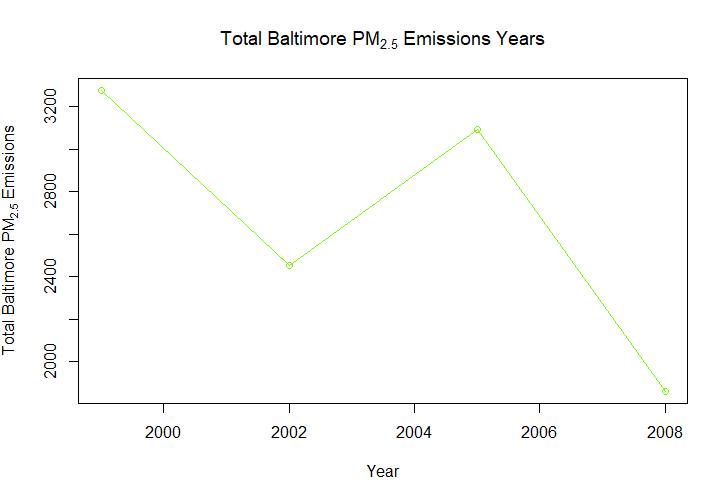 Total Baltimore PM2.5 Emissions Years
Total Baltimore PM2.5 Emissions
3200
2800
2400
2000
2000 2002 2004 2006 2008
Year